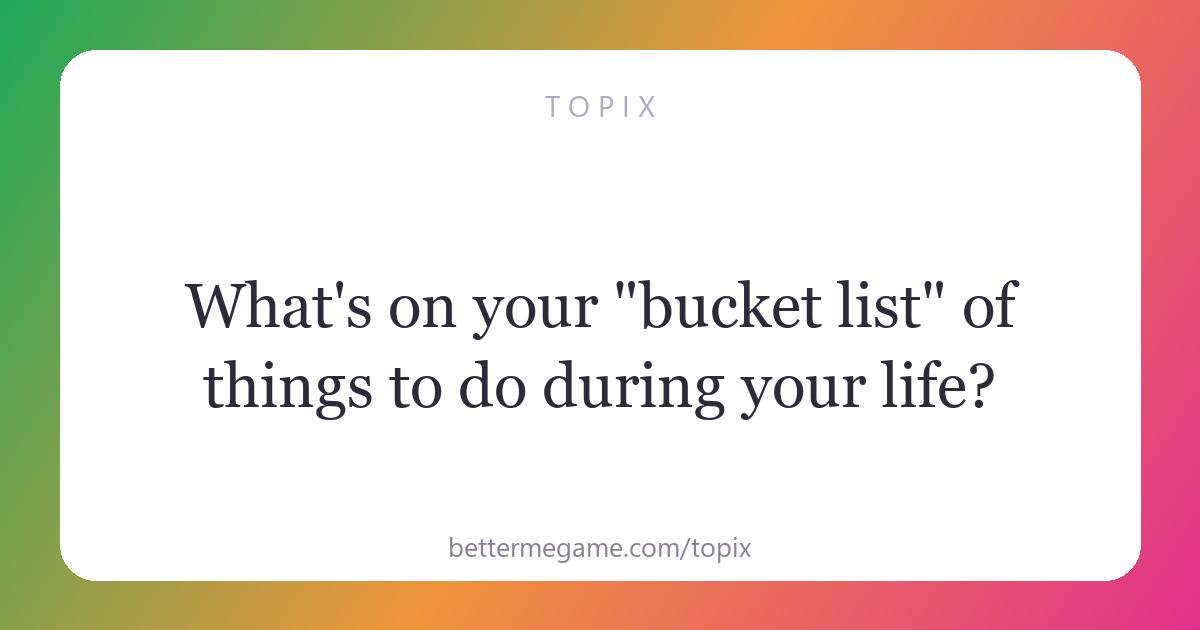 TOPIX
What's on your "bucket list" of
things to do during your life?
bettermegame.com/topix